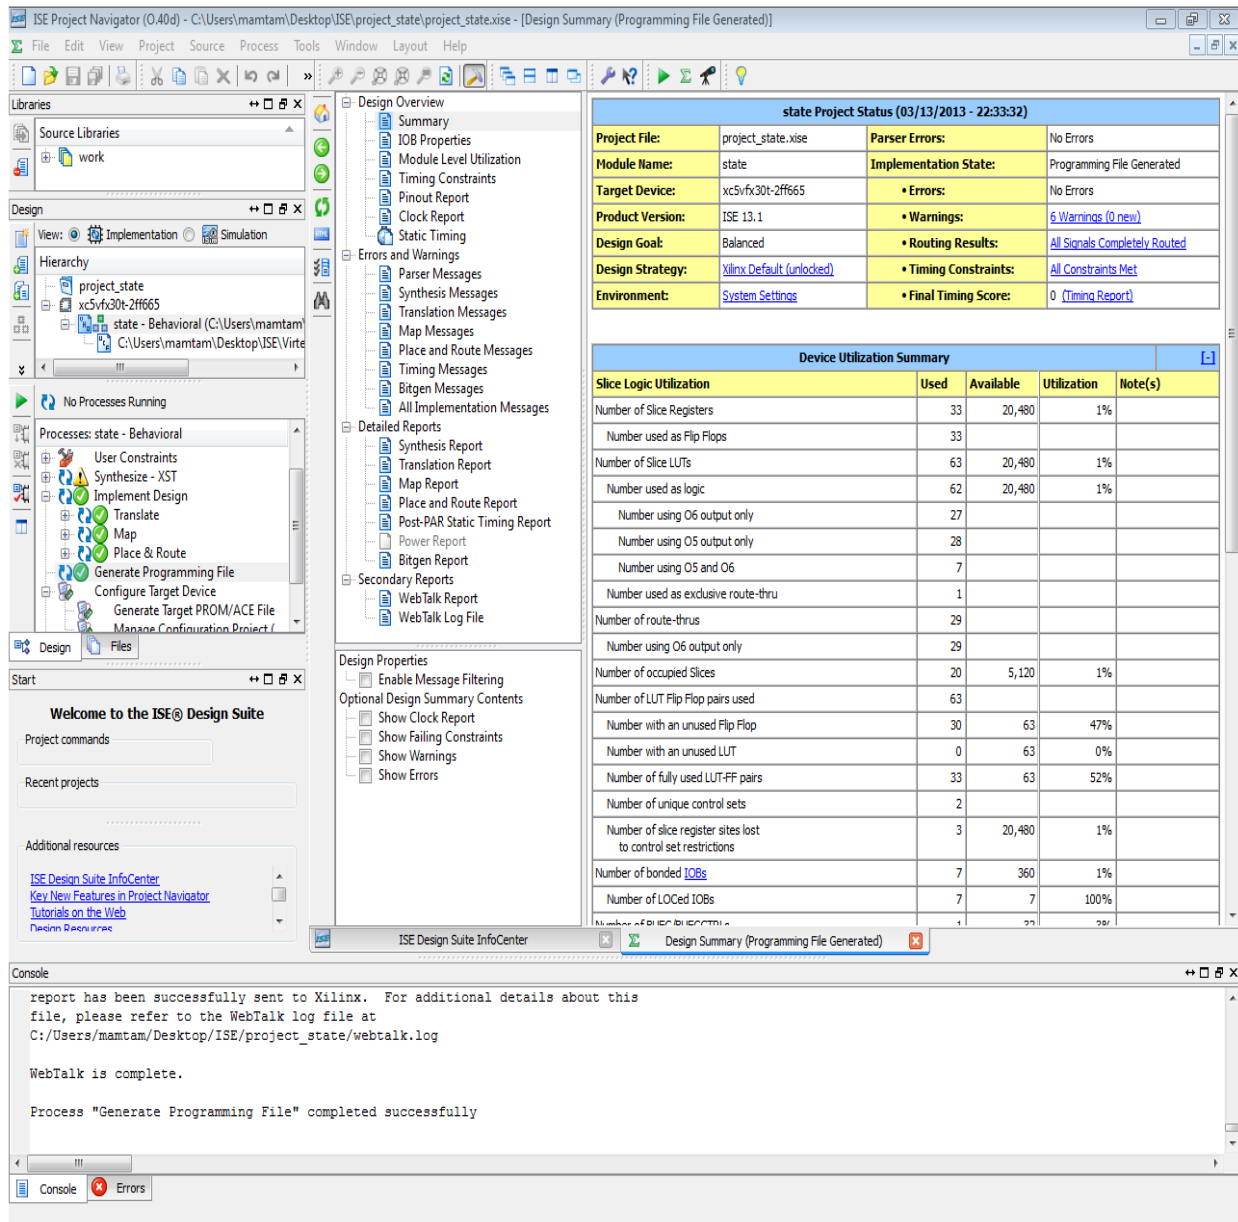 ISE Project Navigator (O.40d) - C:\Users\mamtam\Desktop\ISE\project_state\project_state.xise - [Design Summary (Programming File Generated)]
File Edit View Project Source Process Tools Window Layout Help
Libraries
Source Libraries
work
Design
View: Implementation Simulation
Hierarchy
project_state
xc5vfx30t-2ff665
state - Behavioral (C:\Users\mamtam\
C:\Users\mamtam\Desktop\ISE\Virte
No Processes Running
Processes: state - Behavioral
User Constraints
Synthesize - XST
Implement Design
Translate
Map
Place & Route
Generate Programming File
Configure Target Device
Generate Target PROM/ACE File
Manage Configuration Project (
Design Files
Start
Welcome to the ISE® Design Suite
Project commands
Recent projects
Additional resources
ISE Design Suite InfoCenter
Key New Features in Project Navigator
Tutorials on the Web
Design Resources
Design Overview
Summary
IOB Properties
Module Level Utilization
Timing Constraints
Pinout Report
Clock Report
Static Timing
Errors and Warnings
Parser Messages
Synthesis Messages
Translation Messages
Map Messages
Place and Route Messages
Timing Messages
Bitgen Messages
All Implementation Messages
Detailed Reports
Synthesis Report
Translation Report
Map Report
Place and Route Report
Post-PAR Static Timing Report
Power Report
Bitgen Report
Secondary Reports
WebTalk Report
WebTalk Log File
Design Properties
Enable Message Filtering
Optional Design Summary Contents
Show Clock Report
Show Failing Constraints
Show Warnings
Show Errors
state Project Status (03/13/2013 - 22:33:32)
Project File: project_state.xise Parser Errors: No Errors
Module Name: state Implementation State: Programming File Generated
Target Device: xc5vfx30t-2ff665 • Errors: No Errors
Product Version: ISE 13.1 • Warnings: 6 Warnings (0 new)
Design Goal: Balanced • Routing Results: All Signals Completely Routed
Design Strategy: Xilinx Default (unlocked) • Timing Constraints: All Constraints Met
Environment: System Settings • Final Timing Score: 0 (Timing Report)
Device Utilization Summary [-]
Slice Logic Utilization Used Available Utilization Note(s)
Number of Slice Registers 33 20,480 1%
Number used as Flip Flops 33
Number of Slice LUTs 63 20,480 1%
Number used as logic 62 20,480 1%
Number using O6 output only 27
Number using O5 output only 28
Number using O5 and O6 7
Number used as exclusive route-thru 1
Number of route-thrus 29
Number using O6 output only 29
Number of occupied Slices 20 5,120 1%
Number of LUT Flip Flop pairs used 63
Number with an unused Flip Flop 30 63 47%
Number with an unused LUT 0 63 0%
Number of fully used LUT-FF pairs 33 63 52%
Number of unique control sets 2
Number of slice register sites lost
to control set restrictions 3 20,480 1%
Number of bonded IOBs 7 360 1%
Number of LOCed IOBs 7 7 100%
Number of BUFG/BUFGCTRLs 1 32 3%
ISE Design Suite InfoCenter Design Summary (Programming File Generated)
Console
report has been successfully sent to Xilinx. For additional details about this
file, please refer to the WebTalk log file at
C:/Users/mamtam/Desktop/ISE/project_state/webtalk.log
WebTalk is complete.
Process "Generate Programming File" completed successfully
Console Errors